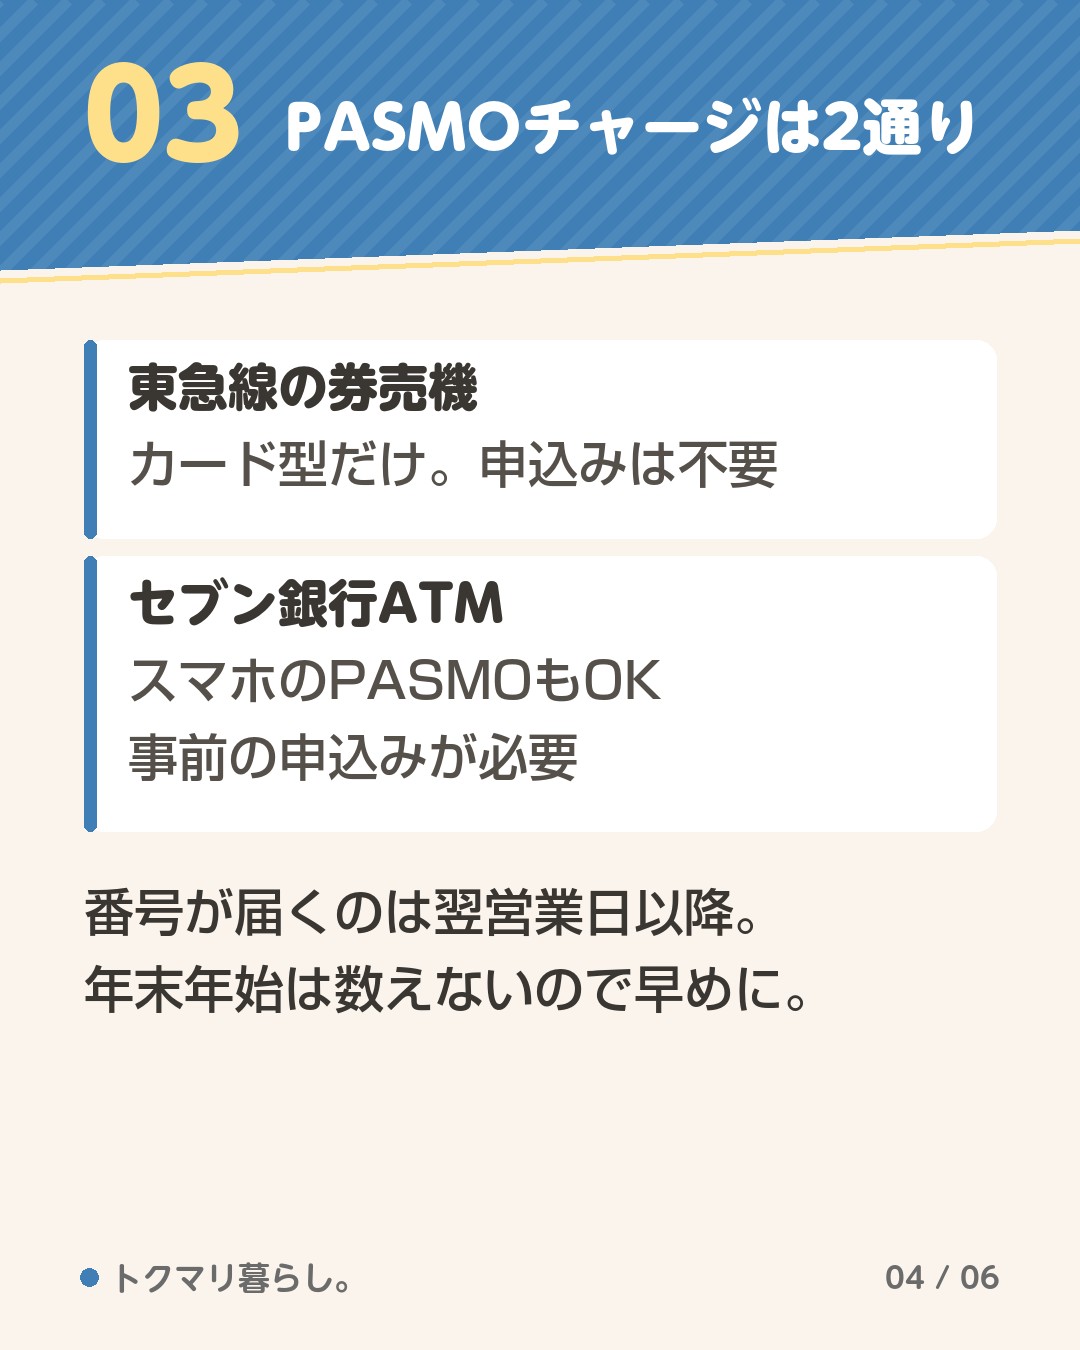 03 PASMOチャージは2通り
東急線の券売機
カード型だけ。申込みは不要
セブン銀行ATM
スマホのPASMOもOK
事前の申込みが必要
番号が届くのは翌営業日以降。
年末年始は数えないので早めに。
トクマリ暮らし。
04 / 06